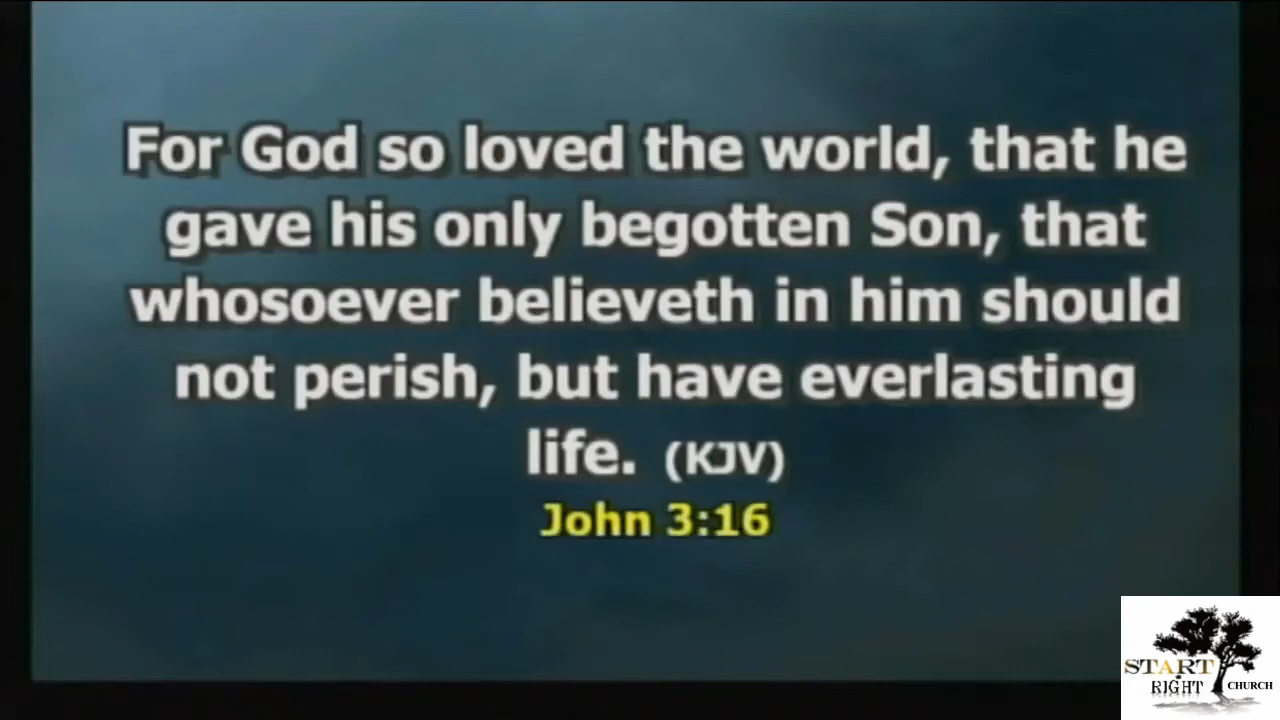 For God so loved the world, that he
gave his only begotten Son, that
whosoever believeth in him should
not perish, but have everlasting
life. (KJV)
John 3:16
START
RIGHT CHURCH